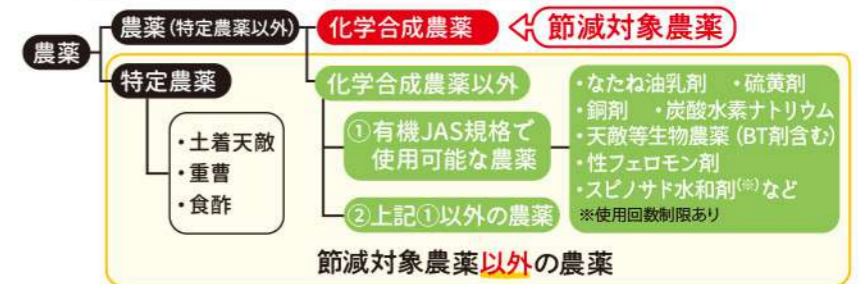 農薬
農薬(特定農薬以外)
化学合成農薬
節減対象農薬
特定農薬
・土着天敵
・重曹
・食酢
化学合成農薬以外
①有機JAS規格で
使用可能な農薬
②上記①以外の農薬
・なたね油乳剤 ・硫黄剤
・銅剤 ・炭酸水素ナトリウム
・天敵等生物農薬(BT剤含む)
・性フェロモン剤
・スピノサド水和剤(※)など
※使用回数制限あり
節減対象農薬以外の農薬